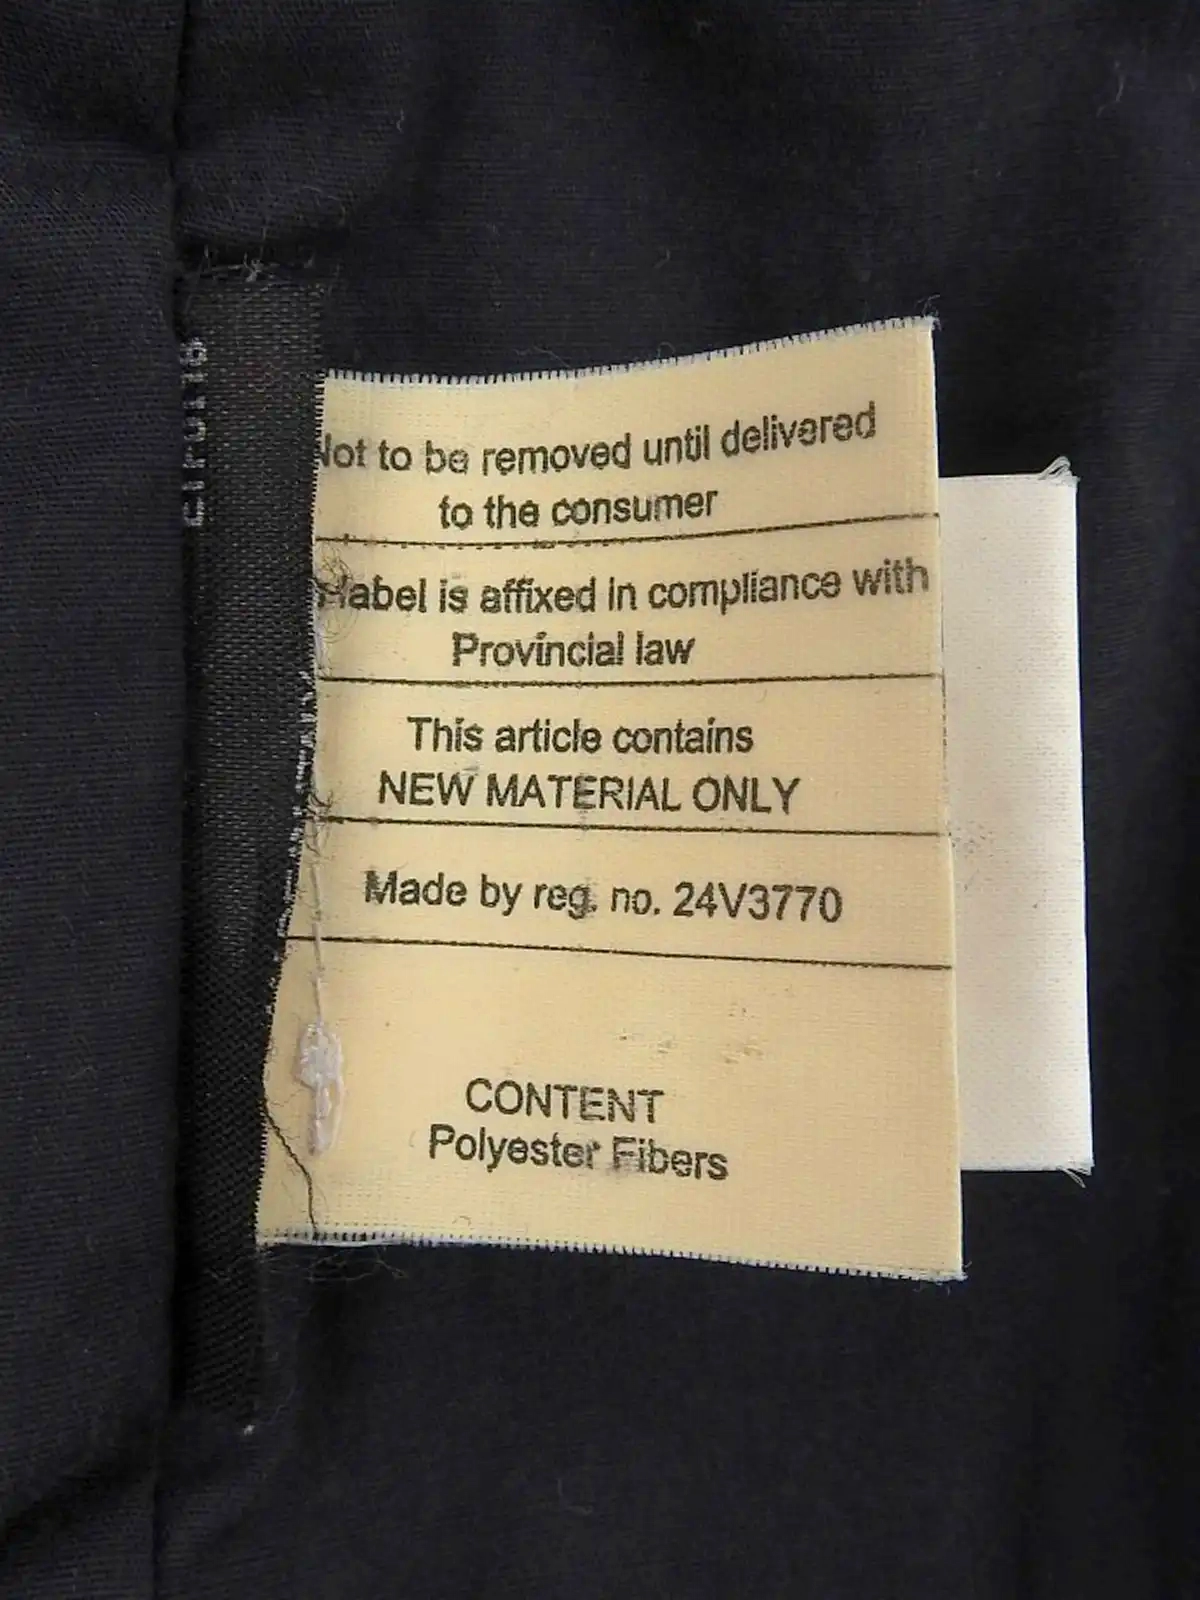 Not to be removed until delivered
to the consumer
label is affixed in compliance with
Provincial law
This article contains
NEW MATERIAL ONLY
Made by reg. no. 24V3770
CONTENT
Polyester Fibers